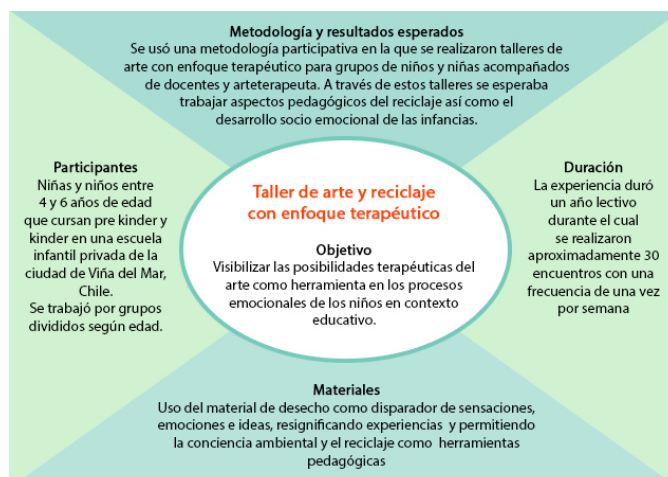 Metodología y resultados esperados
Se usó una metodología participativa en la que se realizaron talleres de
arte con enfoque terapéutico para grupos de niños y niñas acompañados
de docentes y arteterapeuta. A través de estos talleres se esperaba
trabajar aspectos pedagógicos del reciclaje así como el
desarrollo socio emocional de las infancias.
Participantes
Niñas y niños entre
4 y 6 años de edad
que cursan pre kinder y
kinder en una escuela
infantil privada de la
ciudad de Viña del Mar,
Chile.
Se trabajó por grupos
divididos según edad.
Taller de arte y reciclaje
con enfoque terapéutico
Objetivo
Visibilizar las posibilidades terapéuticas del
arte como herramienta en los procesos
emocionales de los niños en contexto
educativo.
Duración
La experiencia duró
un año lectivo
durante el cual
se realizaron
aproximadamente 30
encuentros con una
frecuencia de una vez
por semana
Materiales
Uso del material de desecho como disparador de sensaciones,
emociones e ideas, resignificando experiencias y permitiendo
la conciencia ambiental y el reciclaje como herramientas
pedagógicas